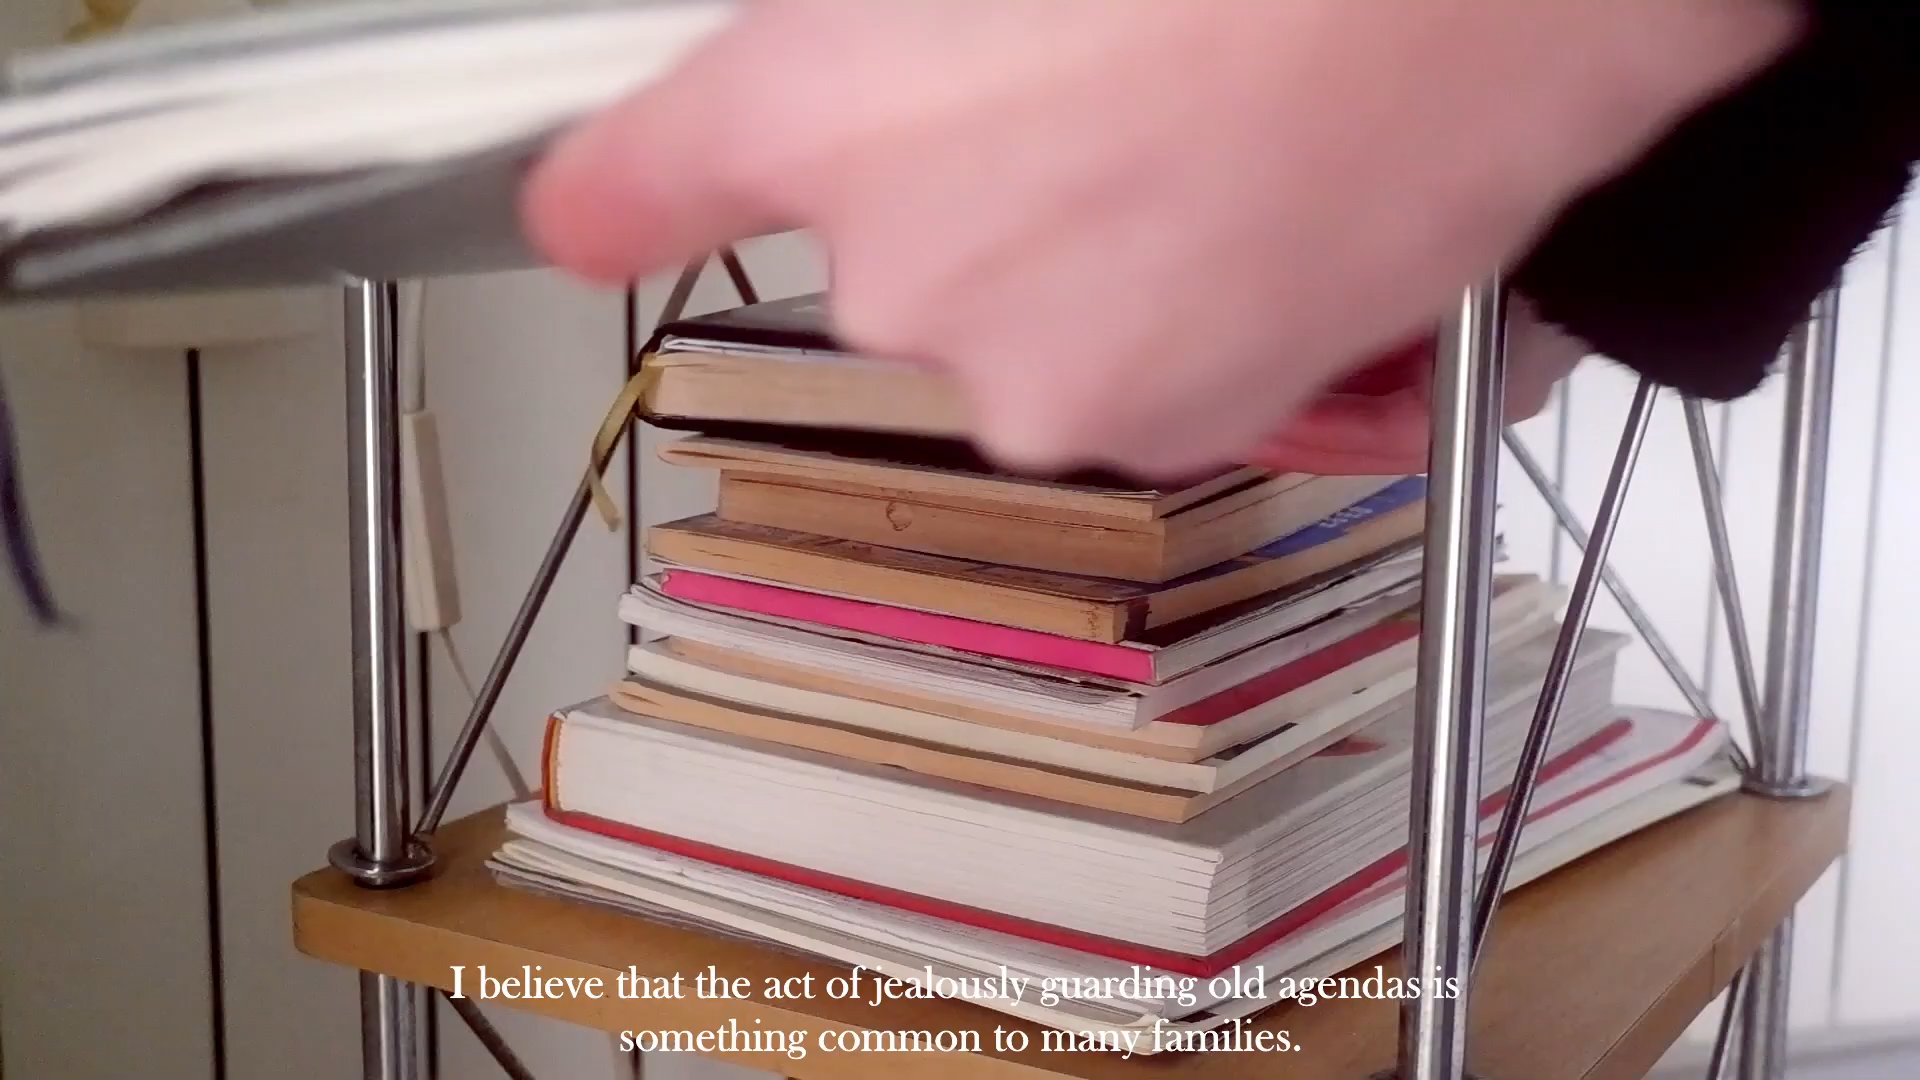 I believe that the act of jealously guarding old agendas is
something common to many families.